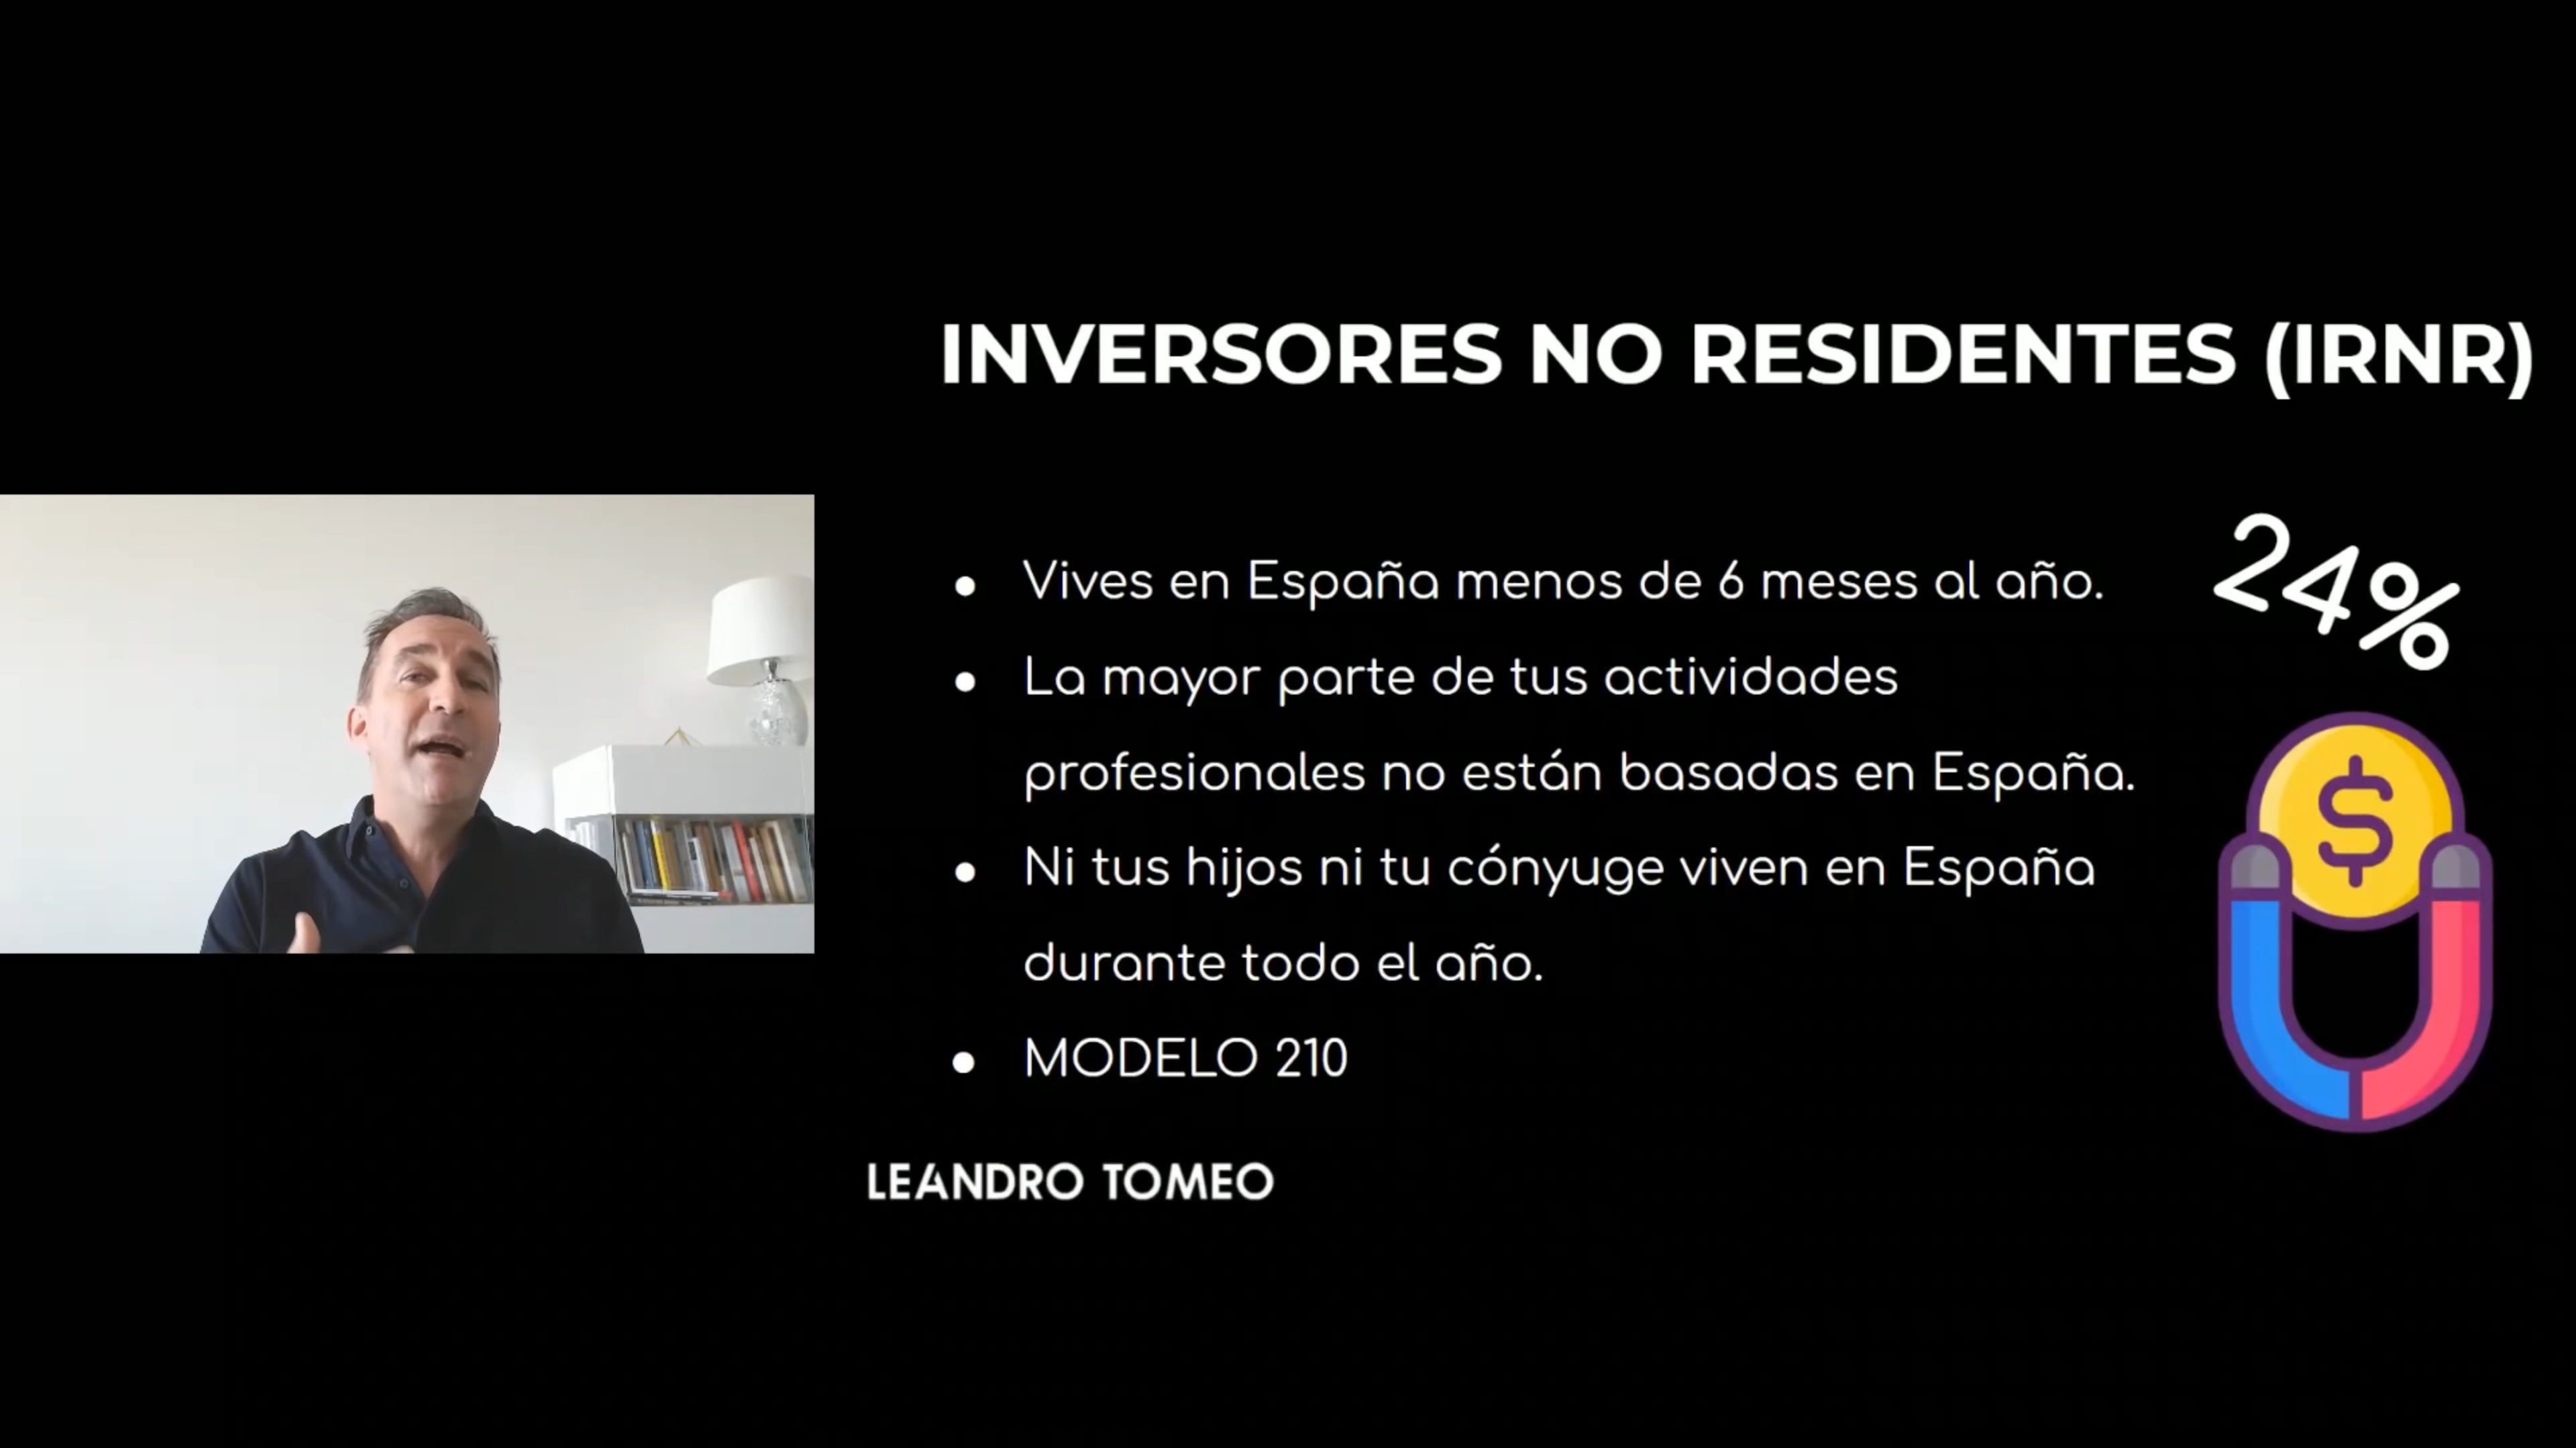 INVERSORES NO RESIDENTES (IRNR)
24%
● Vives en España menos de 6 meses al año.
● La mayor parte de tus actividades
profesionales no están basadas en España.
● Ni tus hijos ni tu cónyuge viven en España
durante todo el año.
● MODELO 210
$
LEANDRO TOMEO